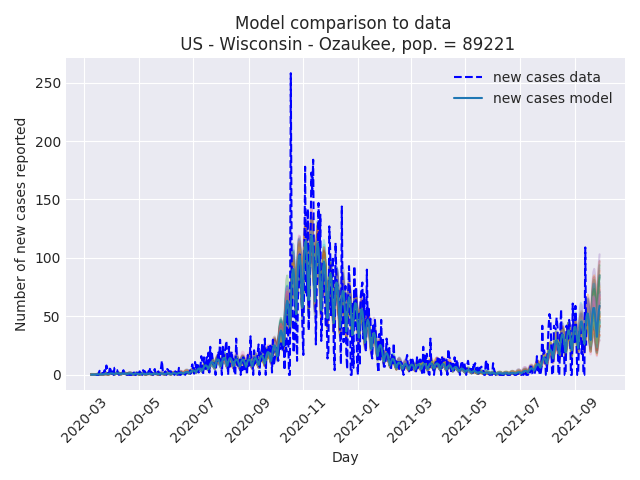 Model comparison to data
US - Wisconsin - Ozaukee, pop. = 89221
new cases data
new cases model
Number of new cases reported
250
200
150
100
50
0
2020-03
2020-05
2020-07
2020-09
2020-11
2021-01
2021-03
2021-05
2021-07
2021-09
Day